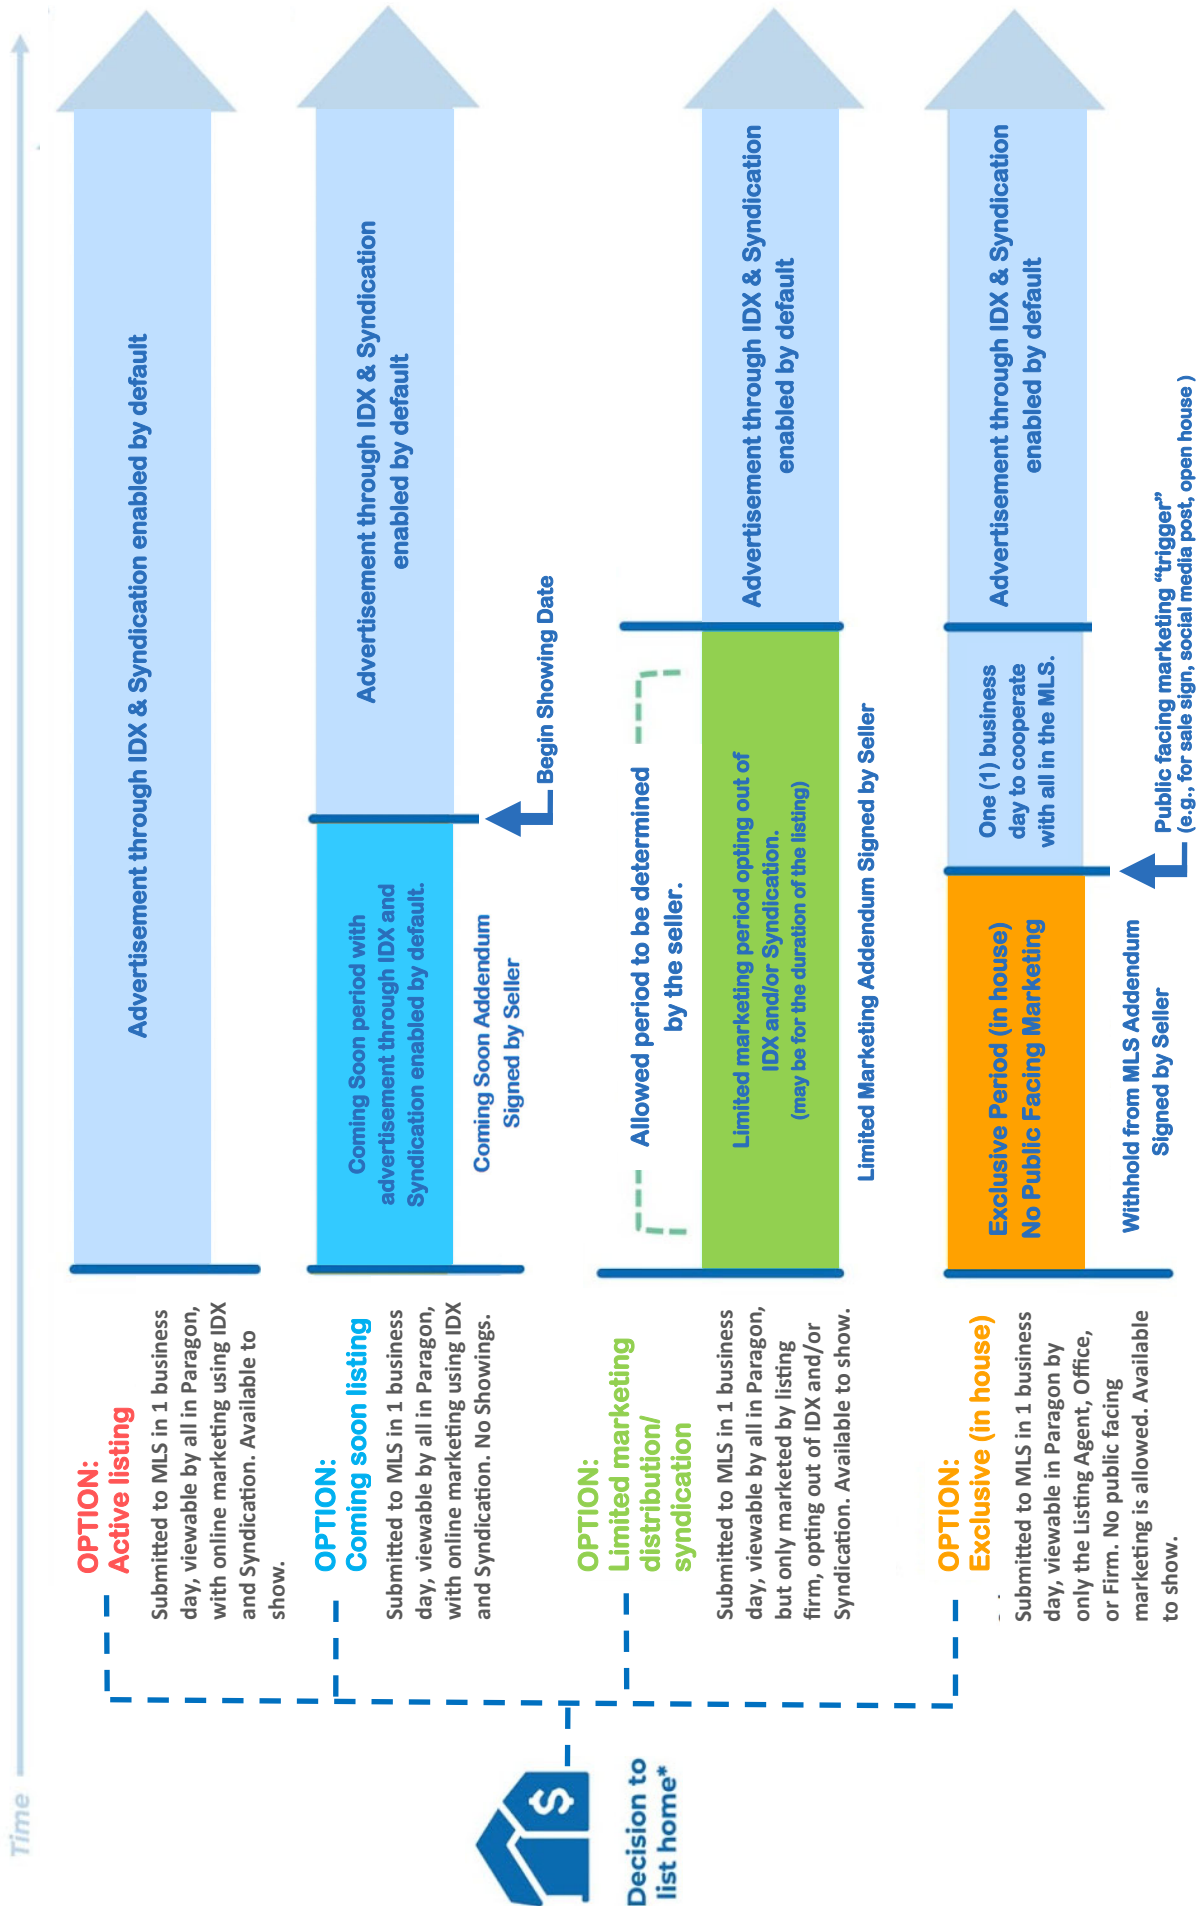 Time
Decision to
list home*
$
OPTION:
Active listing
Submitted to MLS in 1 business
day, viewable by all in Paragon,
with online marketing using IDX
and Syndication. Available to
show.
Advertisement through IDX & Syndication enabled by default
OPTION:
Coming soon listing
Submitted to MLS in 1 business
day, viewable by all in Paragon,
with online marketing using IDX
and Syndication. No Showings.
Coming Soon period with
advertisement through IDX and
Syndication enabled by default.
Coming Soon Addendum
Signed by Seller
Advertisement through IDX & Syndication
enabled by default
Begin Showing Date
OPTION:
Limited marketing
distribution/
syndication
Submitted to MLS in 1 business
day, viewable by all in Paragon,
but only marketed by listing
firm, opting out of IDX and/or
Syndication. Available to show.
Allowed period to be determined
by the seller.
Limited marketing period opting out of
IDX and/or Syndication.
(may be for the duration of the listing)
Limited Marketing Addendum Signed by Seller
Advertisement through IDX & Syndication
enabled by default
OPTION:
Exclusive (in house)
Submitted to MLS in 1 business
day, viewable in Paragon by
only the Listing Agent, Office,
or Firm. No public facing
marketing is allowed. Available
to show.
Exclusive Period (in house)
No Public Facing Marketing
Withhold from MLS Addendum
Signed by Seller
One (1) business
day to cooperate
with all in the MLS.
Public facing marketing “trigger”
(e.g., for sale sign, social media post, open house )
Advertisement through IDX & Syndication
enabled by default